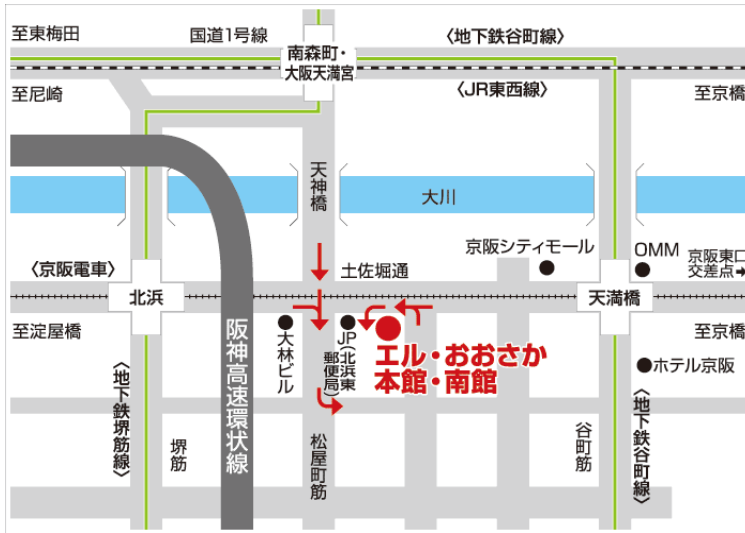 至東梅田
国道1号線
南森町・
大阪天満宮
〈地下鉄谷町線〉
至尼崎
〈JR東西線〉
至京橋
天神橋
大川
京阪シティモール
OMM
京阪東口
交差点→
〈京阪電車〉
土佐堀通
北浜
天満橋
至淀屋橋
阪神高速環状線
大林ビル
JP(北浜東
郵便局)
エル・おおさか
本館・南館
至京橋
ホテル京阪
〈地下鉄堺筋線〉
堺筋
松屋町筋
谷町筋
〈地下鉄谷町線〉